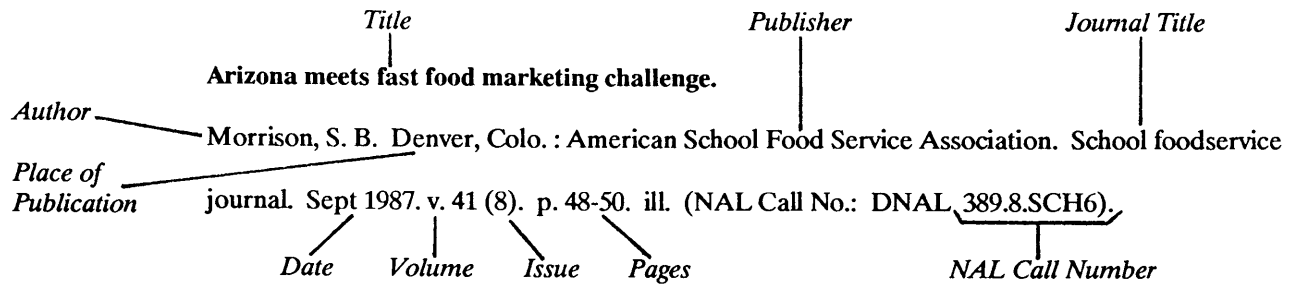 Title Publisher Journal Title
Arizona meets fast food marketing challenge.
Author
Morrison, S. B. Denver, Colo. : American School Food Service Association. School foodservice
Place of
Publication
journal. Sept 1987. v. 41 (8). p. 48-50. ill. (NAL Call No.: DNAL 389.8.SCH6).
Date Volume Issue Pages NAL Call Number